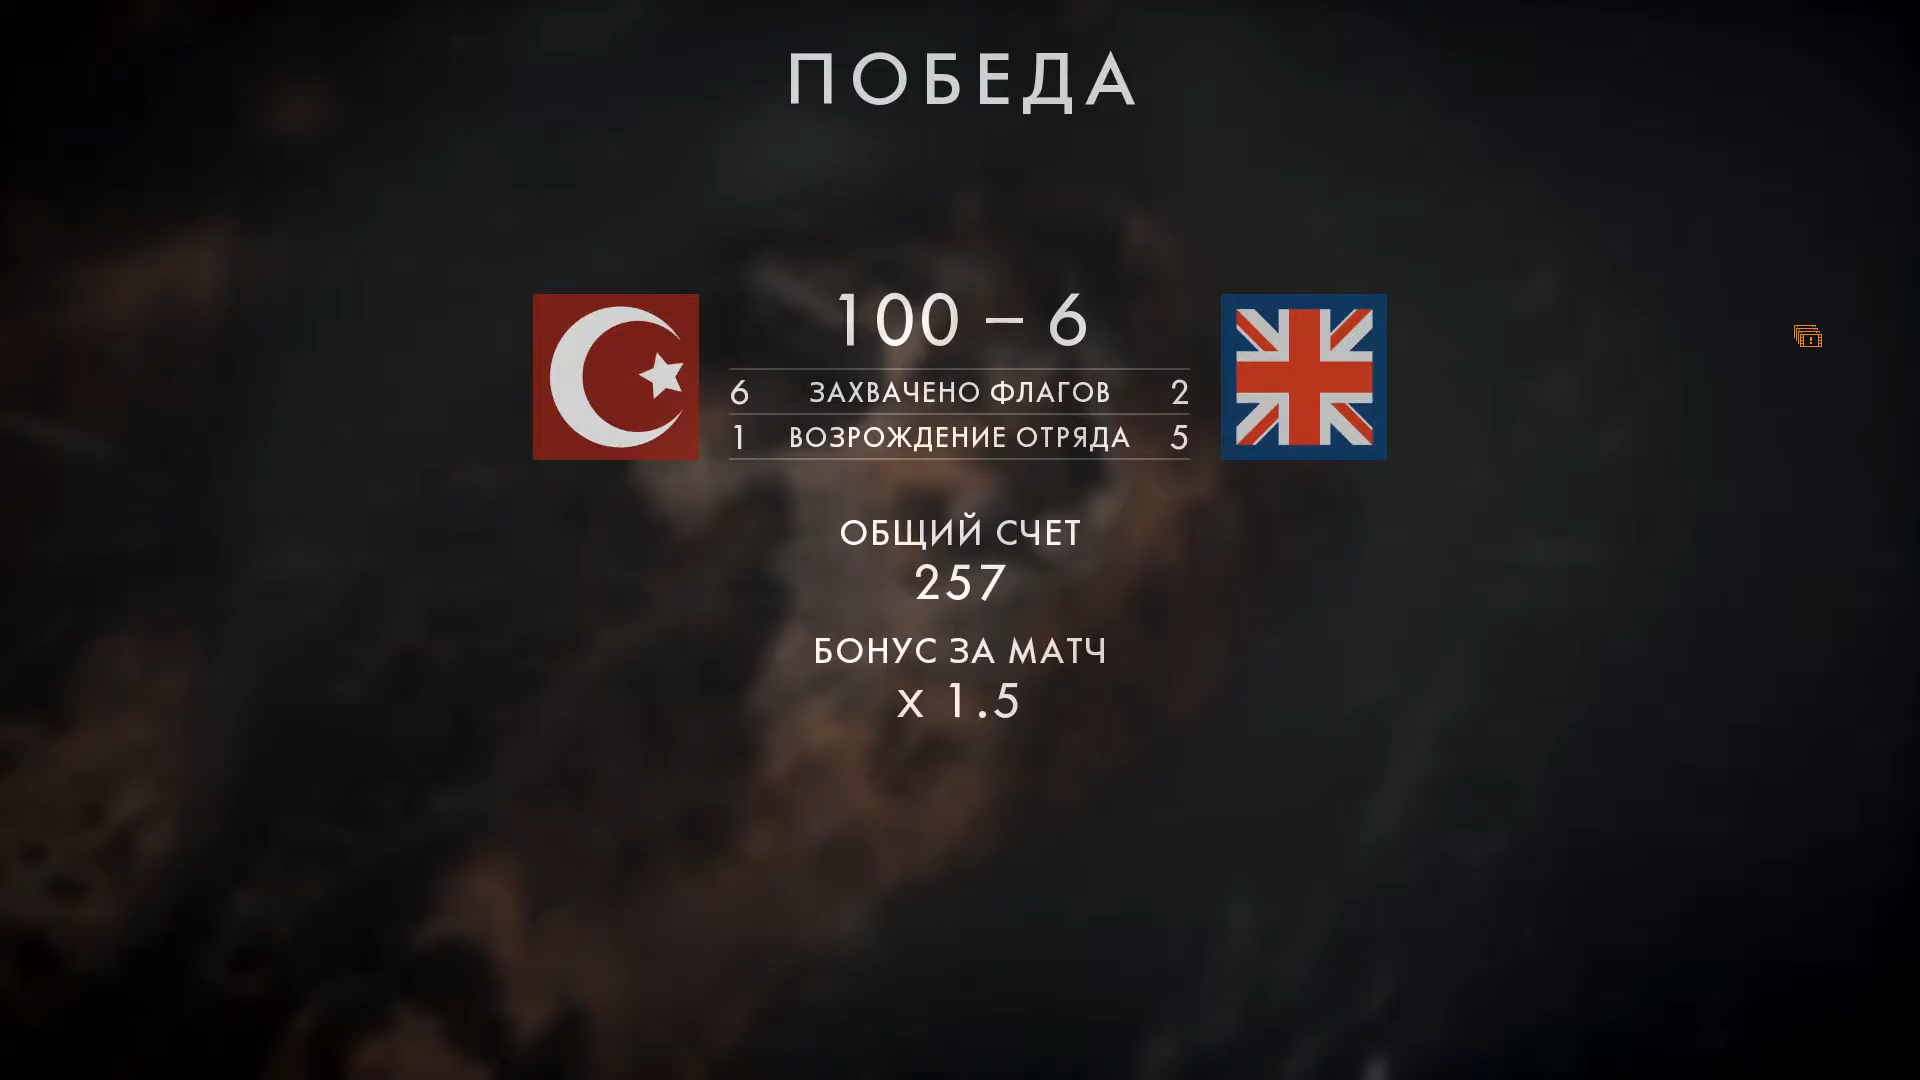 ПОБЕДА
100 – 6
6 ЗАХВАЧЕНО ФЛАГОВ 2
1 ВОЗРОЖДЕНИЕ ОТРЯДА 5
ОБЩИЙ СЧЕТ
257
БОНУС ЗА МАТЧ
x 1.5